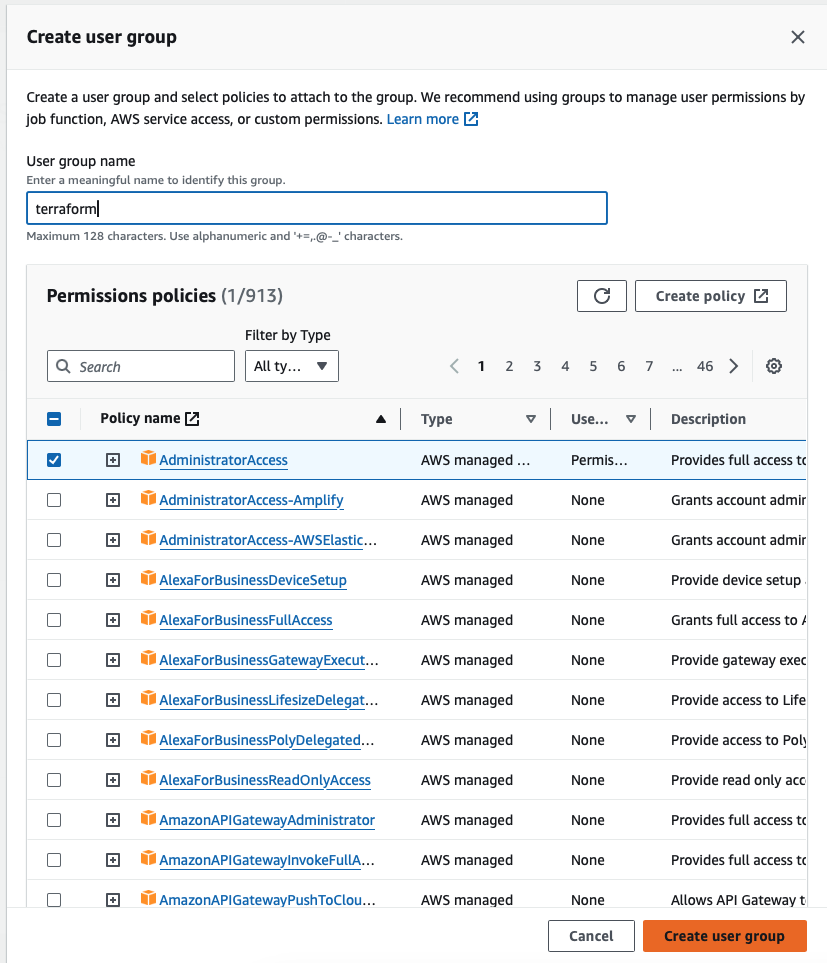 Create user group
Create a user group and select policies to attach to the group. We recommend using groups to manage user permissions by
job function, AWS service access, or custom permissions. Learn more
User group name
Enter a meaningful name to identify this group.
terraform
Maximum 128 characters. Use alphanumeric and '+=,.@-_' characters.
Permissions policies (1/913)
Create policy
Filter by Type
Search
All ty...
1 2 3 4 5 6 7 ... 46
Policy name Type Use... Description
AdministratorAccess AWS managed ... Permis... Provides full access to
AdministratorAccess-Amplify AWS managed None Grants account admin
AdministratorAccess-AWSElastic... AWS managed None Grants account admin
AlexaForBusinessDeviceSetup AWS managed None Provide device setup
AlexaForBusinessFullAccess AWS managed None Grants full access to A
AlexaForBusinessGatewayExecut... AWS managed None Provide gateway exec
AlexaForBusinessLifesizeDelegat... AWS managed None Provide access to Life
AlexaForBusinessPolyDelegated... AWS managed None Provide access to Poly
AlexaForBusinessReadOnlyAccess AWS managed None Provide read only acc
AmazonAPIGatewayAdministrator AWS managed None Provides full access to
AmazonAPIGatewayInvokeFullA... AWS managed None Provides full access to
AmazonAPIGatewayPushToClou... AWS managed None Allows API Gateway t
Cancel Create user group